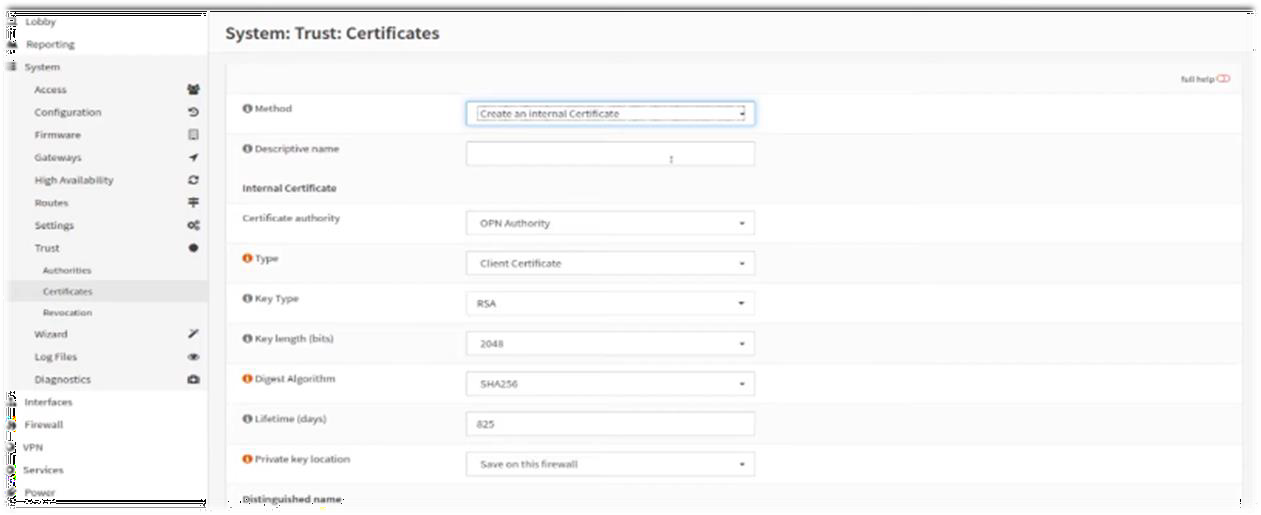 Lobby
Reporting
System
Access
Configuration
Firmware
Gateways
High Availability
Routes
Settings
Trust
Authorities
Certificates
Revocation
Wizard
Log Files
Diagnostics
Interfaces
Firewall
VPN
Services
Power
System: Trust: Certificates
full help
Method
Create an internal Certificate
Descriptive name
Internal Certificate
Certificate authority
OPN Authority
Type
Client Certificate
Key Type
RSA
Key length (bits)
2048
Digest Algorithm
SHA256
Lifetime (days)
825
Private key location
Save on this firewall
Distinguished name